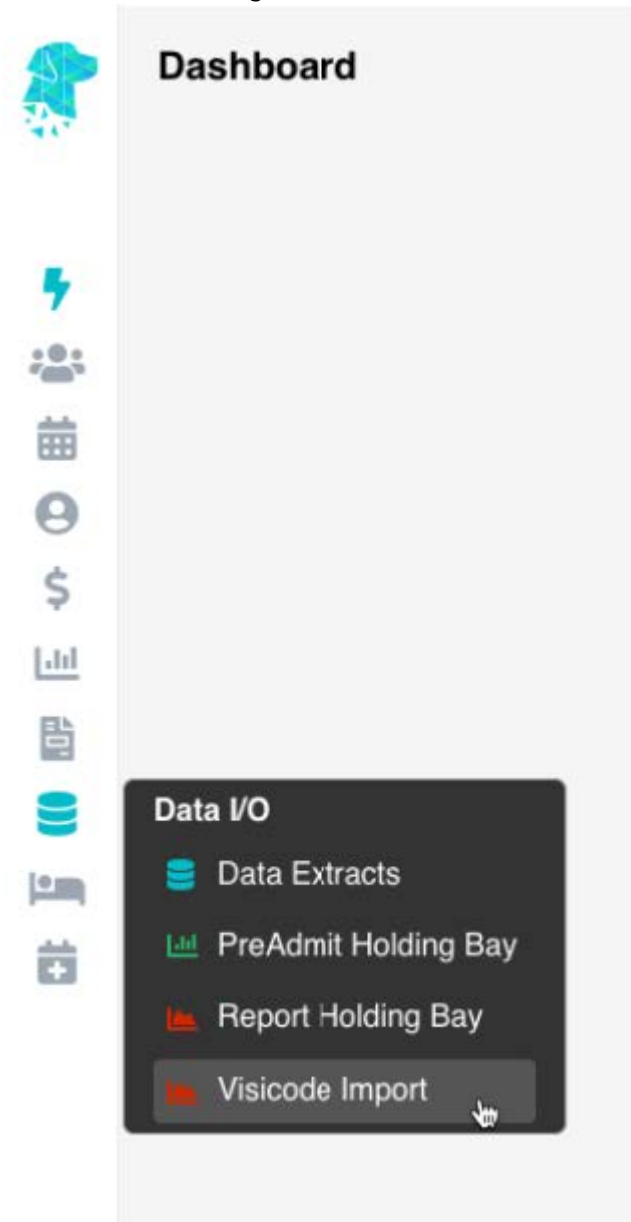 Dashboard
Data I/O
Data Extracts
PreAdmit Holding Bay
Report Holding Bay
Visicode Import